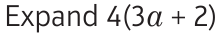 Expand 4(3a + 2)